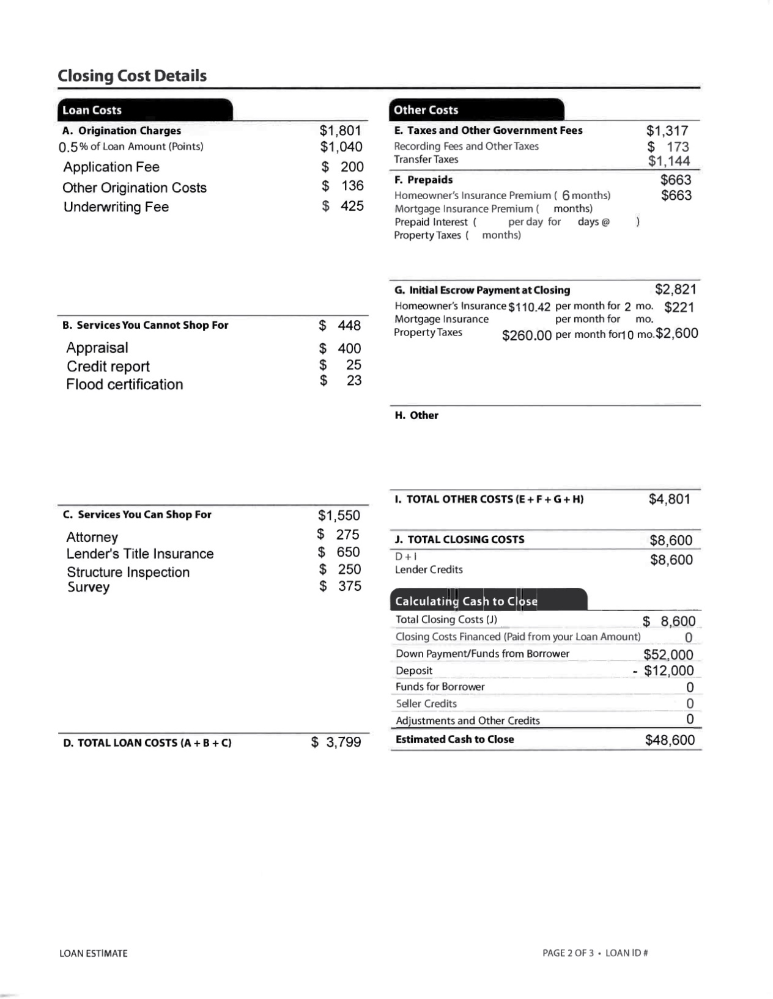 Closing Cost Details
Loan Costs
A. Origination Charges $1,801
0.5% of Loan Amount (Points) $1,040
Application Fee $ 200
Other Origination Costs $ 136
Underwriting Fee $ 425
B. Services You Cannot Shop For $ 448
Appraisal $ 400
Credit report $ 25
Flood certification $ 23
C. Services You Can Shop For $1,550
Attorney $ 275
Lender's Title Insurance $ 650
Structure Inspection $ 250
Survey $ 375
D. TOTAL LOAN COSTS (A + B + C) $ 3,799
Other Costs
E. Taxes and Other Government Fees $1,317
Recording Fees and Other Taxes $ 173
Transfer Taxes $1,144
F. Prepaids $663
Homeowner's Insurance Premium ( 6 months) $663
Mortgage Insurance Premium ( months)
Prepaid Interest ( per day for days @ )
Property Taxes ( months)
G. Initial Escrow Payment at Closing $2,821
Homeowner's Insurance $110.42 per month for 2 mo. $221
Mortgage Insurance per month for mo.
Property Taxes $260.00 per month for 10 mo. $2,600
H. Other
I. TOTAL OTHER COSTS (E + F + G + H) $4,801
J. TOTAL CLOSING COSTS $8,600
D + I $8,600
Lender Credits
Calculating Cash to Close
Total Closing Costs (J) $ 8,600
Closing Costs Financed (Paid from your Loan Amount) 0
Down Payment/Funds from Borrower $52,000
Deposit - $12,000
Funds for Borrower 0
Seller Credits 0
Adjustments and Other Credits 0
Estimated Cash to Close $48,600
LOAN ESTIMATE PAGE 2 OF 3 • LOAN ID #